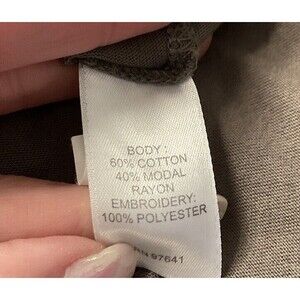 BODY:
60% COTTON
40% MODAL
RAYON
EMBROIDERY:
100% POLYESTER
RN 97641